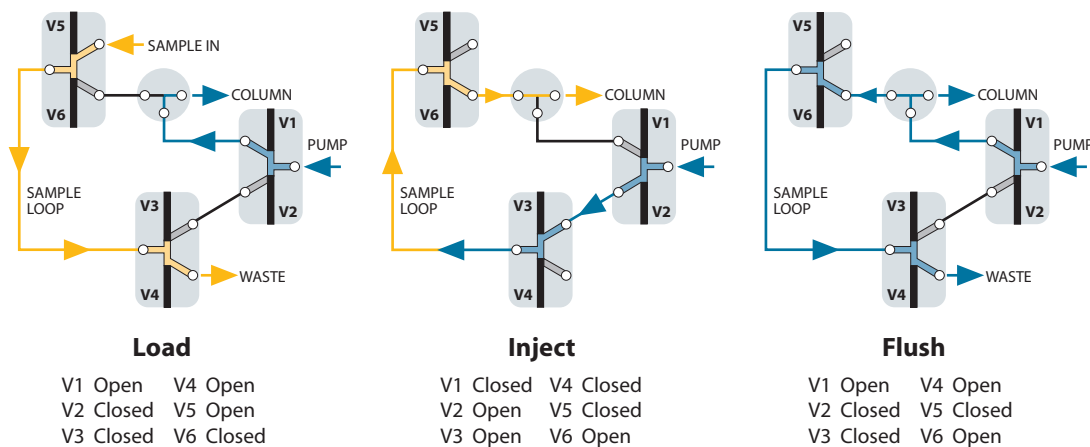 V5
SAMPLE IN
V6
COLUMN
V1
PUMP
SAMPLE
LOOP
V3
V2
WASTE
V4
Load
V1 Open V4 Open
V2 Closed V5 Open
V3 Closed V6 Closed
V5
V6
COLUMN
V1
PUMP
SAMPLE
LOOP
V3
V2
V4
Inject
V1 Closed V4 Closed
V2 Open V5 Closed
V3 Open V6 Open
V5
V6
COLUMN
V1
PUMP
SAMPLE
LOOP
V3
V2
WASTE
V4
Flush
V1 Open V4 Open
V2 Closed V5 Closed
V3 Closed V6 Open